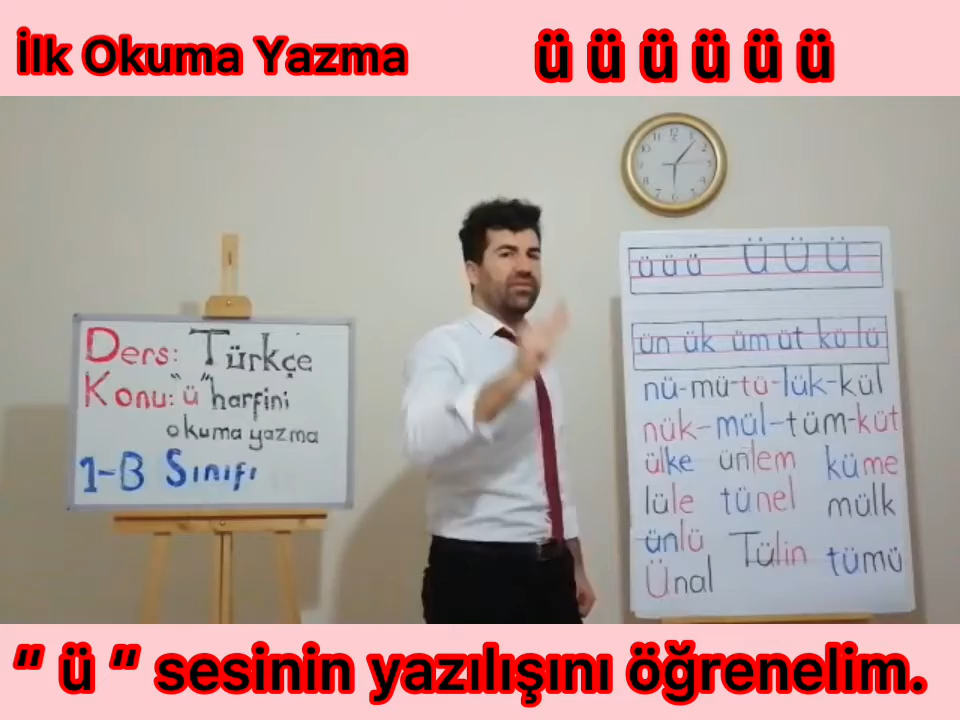 İlk Okuma Yazma
ü ü ü ü ü ü
Ders: Türkçe
Konu: "ü" harfini
okuma yazma
1-B Sınıfı
ü ü ü Ü Ü Ü
ün ük üm üt kü lü
nü-mü-tü-lük-kül
nük-mül-tüm-küt
ülke ünlem küme
lüle tünel mülk
ünlü Tülin tümü
Ünal
" ü " sesinin yazılışını öğrenelim.